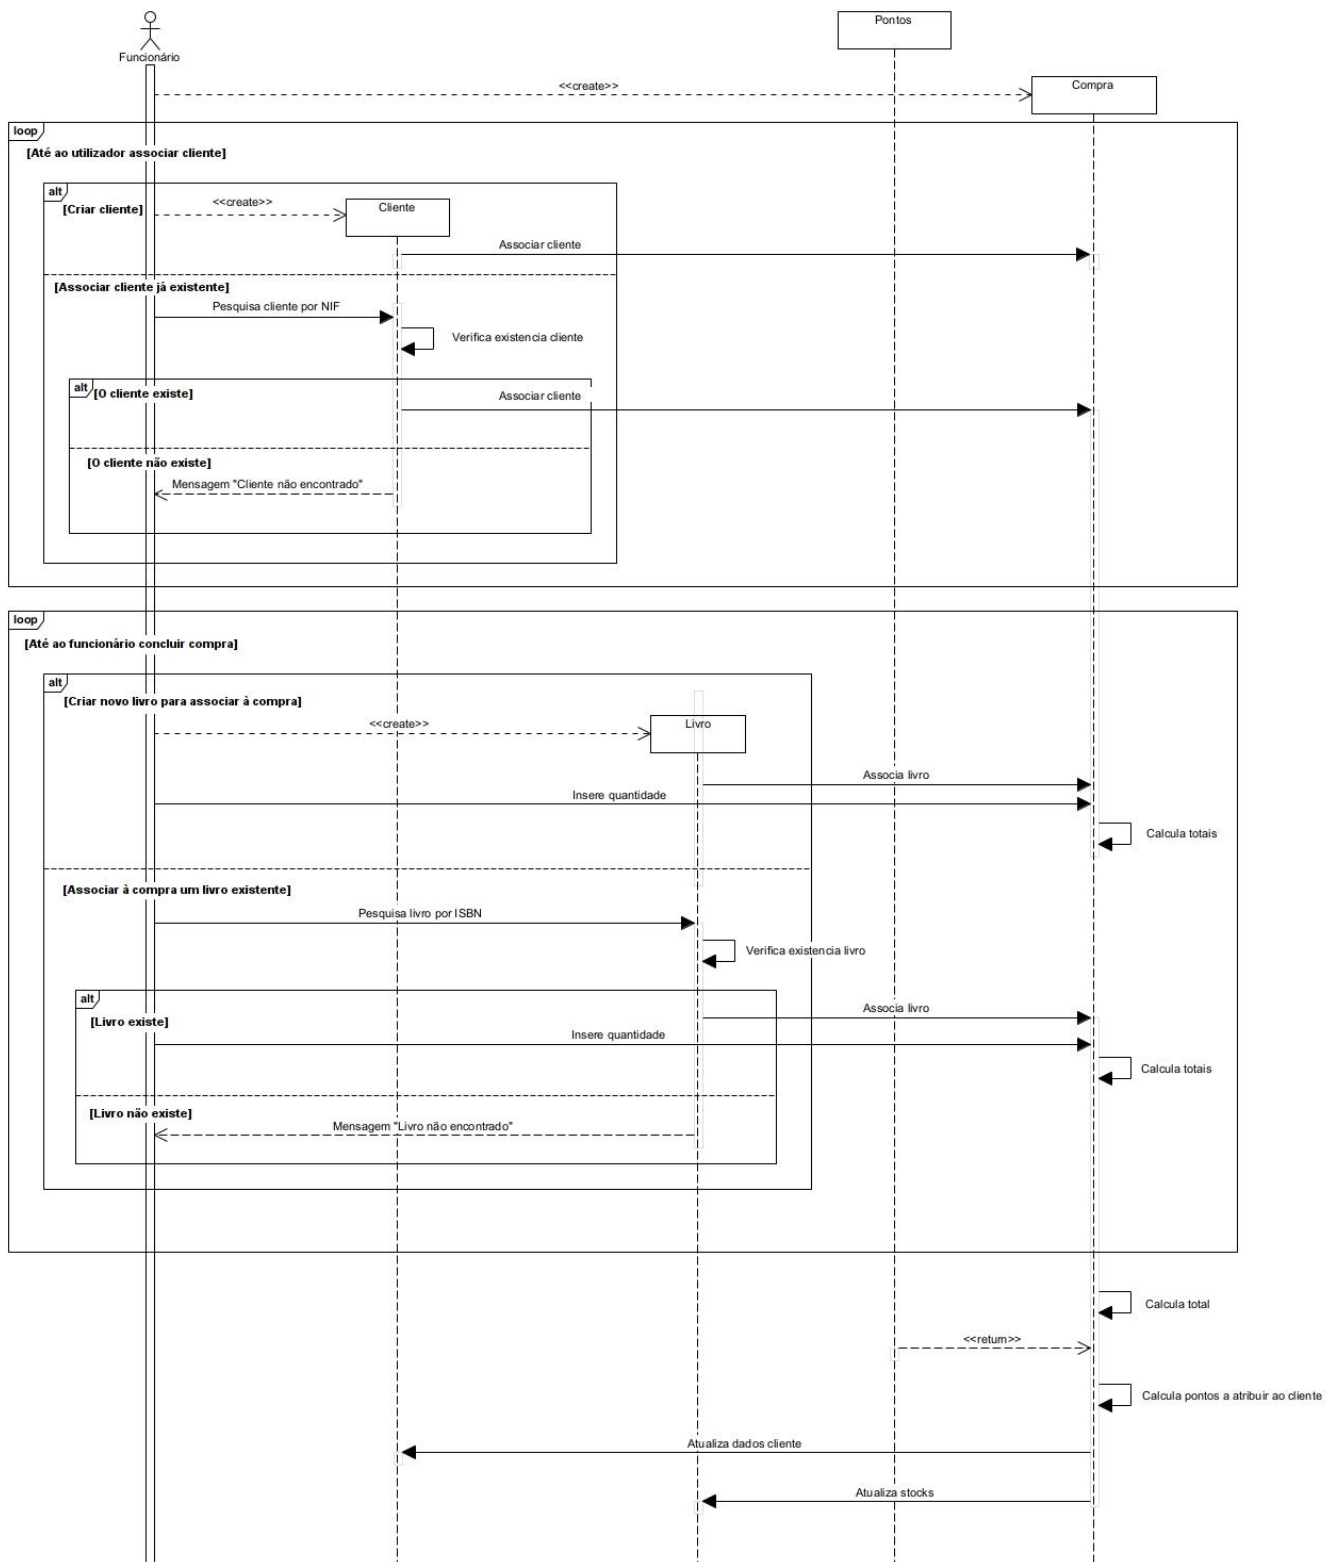 Pontos
Funcionário
<<create>>
Compra
loop
[Até ao utilizador associar cliente]
alt
[Criar cliente]
<<create>>
Cliente
Associar cliente
[Associar cliente já existente]
Pesquisa cliente por NIF
Verifica existencia cliente
alt
[O cliente existe]
Associar cliente
[O cliente não existe]
Mensagem "Cliente não encontrado"
loop
[Até ao funcionário concluir compra]
alt
[Criar novo livro para associar à compra]
<<create>>
Livro
Associa livro
Insere quantidade
Calcula totais
[Associar à compra um livro existente]
Pesquisa livro por ISBN
Verifica existencia livro
alt
Associa livro
[Livro existe]
Insere quantidade
Calcula totais
[Livro não existe]
Mensagem "Livro não encontrado"
Calcula total
<<return>>
Calcula pontos a atribuir ao cliente
Atualiza dados cliente
Atualiza stocks